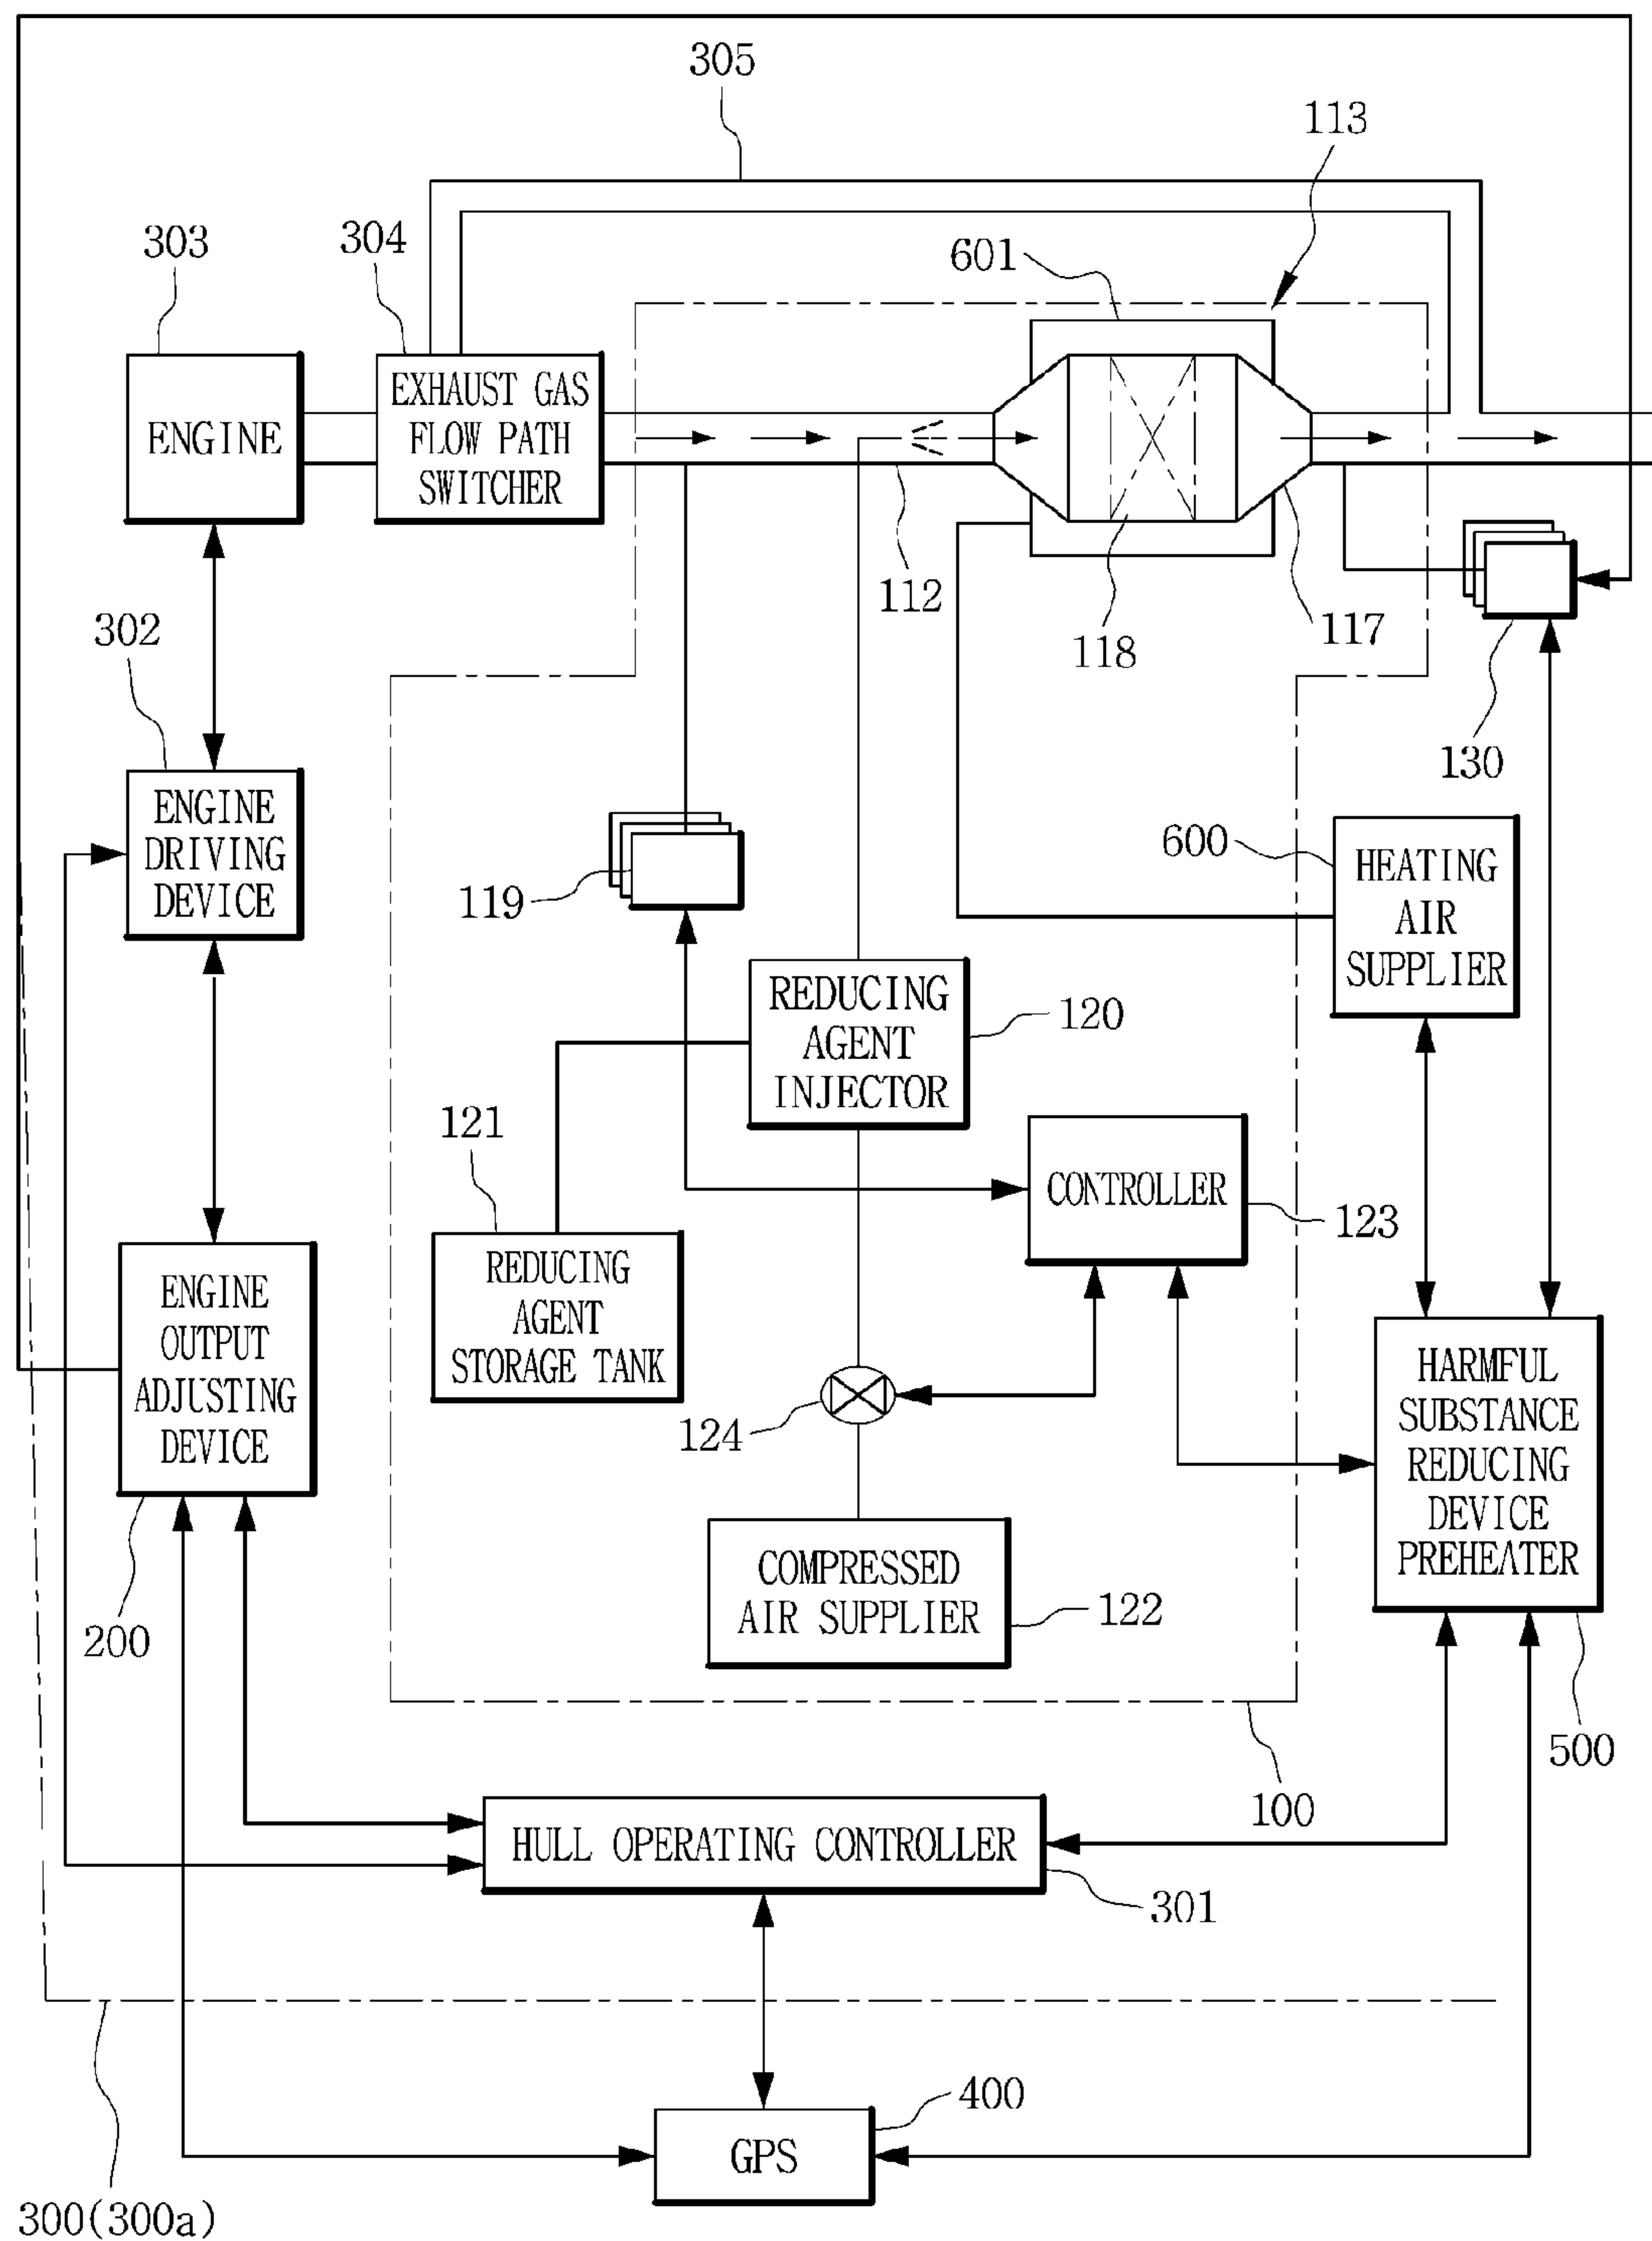 305
113
303
304
601
ENGINE
EXHAUST GAS
FLOW PATH
SWITCHER
112
118
117
130
302
ENGINE
DRIVING
DEVICE
119
600
HEATING
AIR
SUPPLIER
REDUCING
AGENT
INJECTOR
120
121
REDUCING
AGENT
STORAGE TANK
CONTROLLER
123
ENGINE
OUTPUT
ADJUSTING
DEVICE
200
124
HARMFUL
SUBSTANCE
REDUCING
DEVICE
PREHEATER
500
COMPRESSED
AIR SUPPLIER
122
100
HULL OPERATING CONTROLLER
301
400
GPS
300(300a)